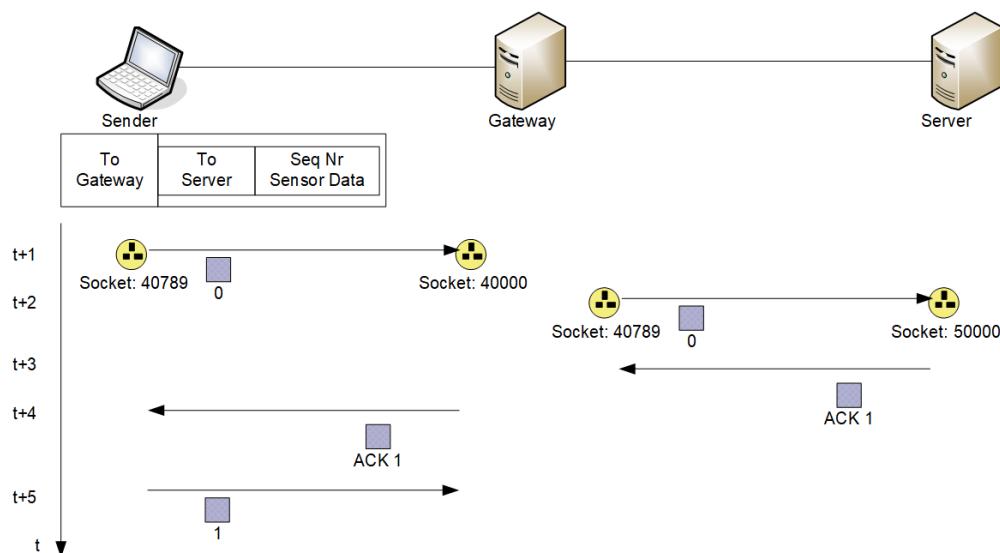 Sender
Gateway
Server
To
Gateway
To
Server
Seq Nr
Sensor Data
t+1
Socket: 40789
0
Socket: 40000
t+2
Socket: 40789
0
Socket: 50000
t+3
ACK 1
t+4
ACK 1
t+5
1
t